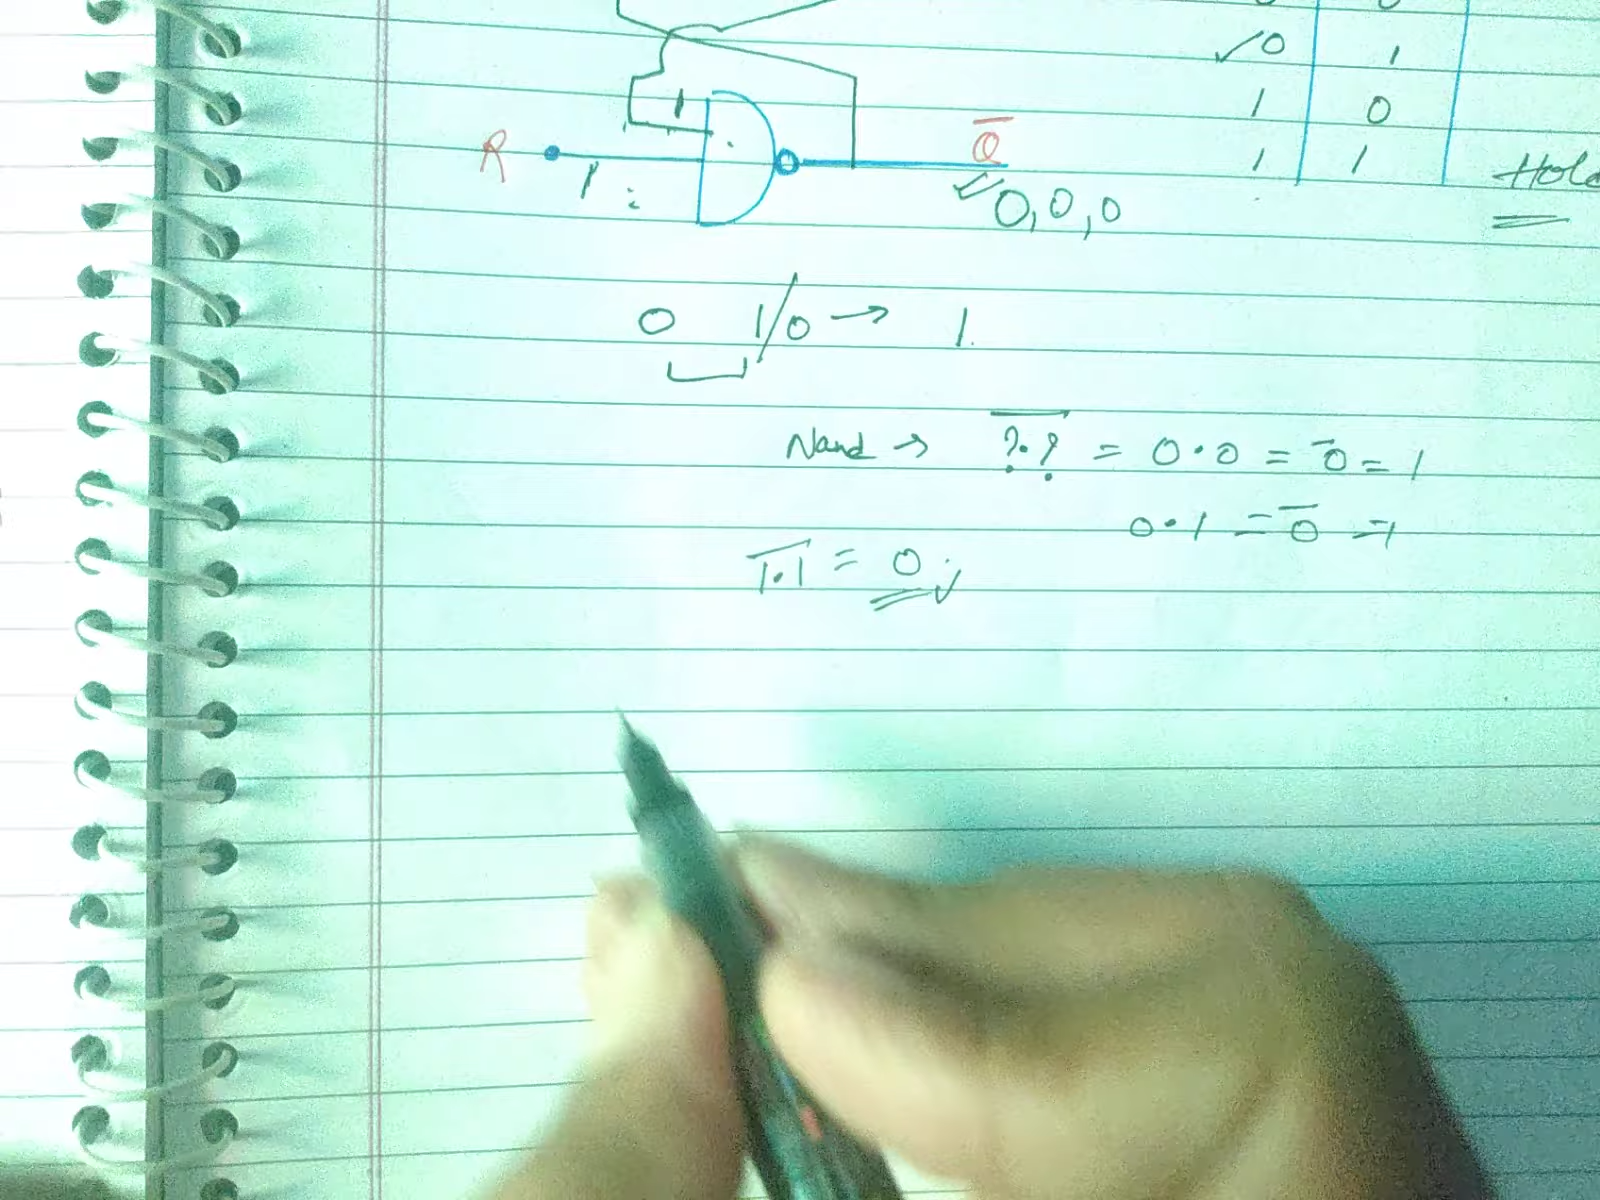 0 1
1 0
1
R 1 Q̅
1 1 Hold
0, 0, 0
0 1/0 → 1.
Nand → ?.? = 0.0 = 0̅ = 1
0.1 = 0̅ = 1
1.1 = 0